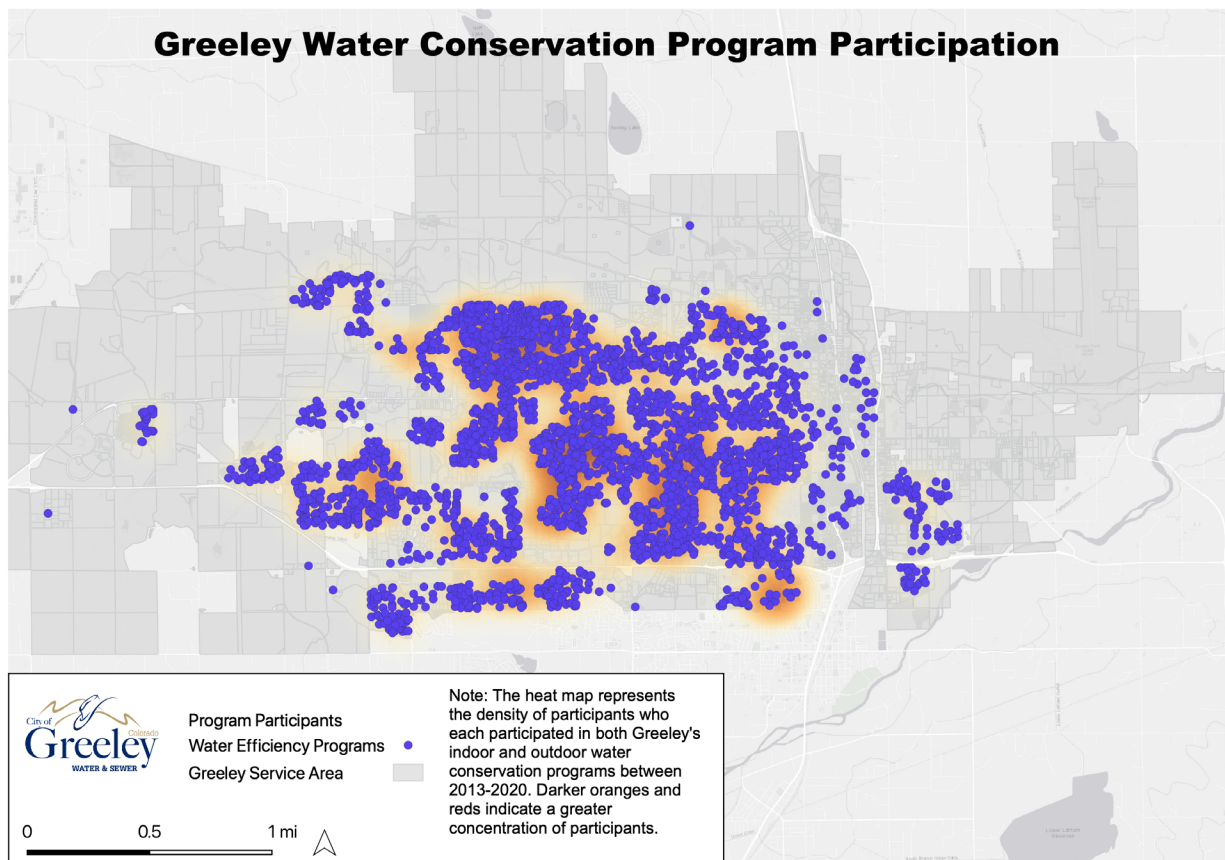 Greeley Water Conservation Program Participation
City of
Greeley
Colorado
WATER & SEWER
Program Participants
Water Efficiency Programs
Greeley Service Area
0 0.5 1 mi
Note: The heat map represents
the density of participants who
each participated in both Greeley's
indoor and outdoor water
conservation programs between
2013-2020. Darker oranges and
reds indicate a greater
concentration of participants.